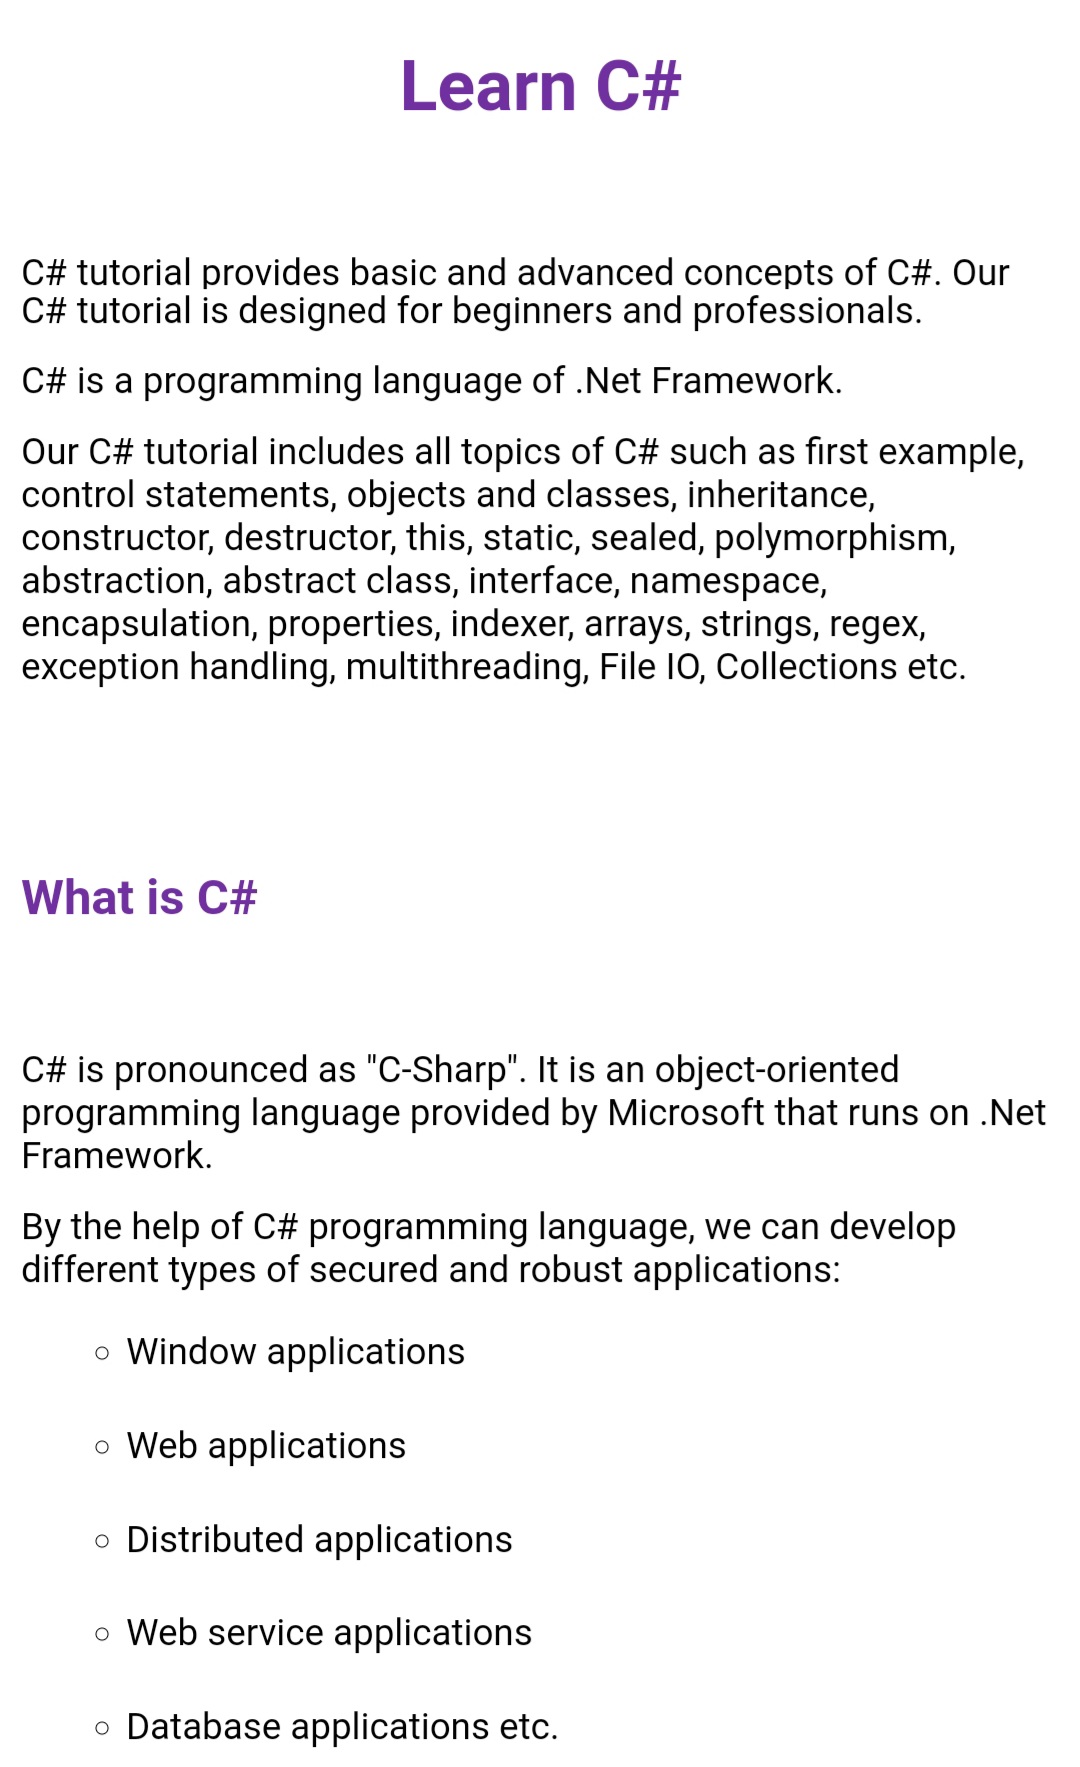 Learn C#
C# tutorial provides basic and advanced concepts of C#. Our
C# tutorial is designed for beginners and professionals.
C# is a programming language of .Net Framework.
Our C# tutorial includes all topics of C# such as first example,
control statements, objects and classes, inheritance,
constructor, destructor, this, static, sealed, polymorphism,
abstraction, abstract class, interface, namespace,
encapsulation, properties, indexer, arrays, strings, regex,
exception handling, multithreading, File IO, Collections etc.
What is C#
C# is pronounced as "C-Sharp". It is an object-oriented
programming language provided by Microsoft that runs on .Net
Framework.
By the help of C# programming language, we can develop
different types of secured and robust applications:
○ Window applications
○ Web applications
○ Distributed applications
○ Web service applications
○ Database applications etc.